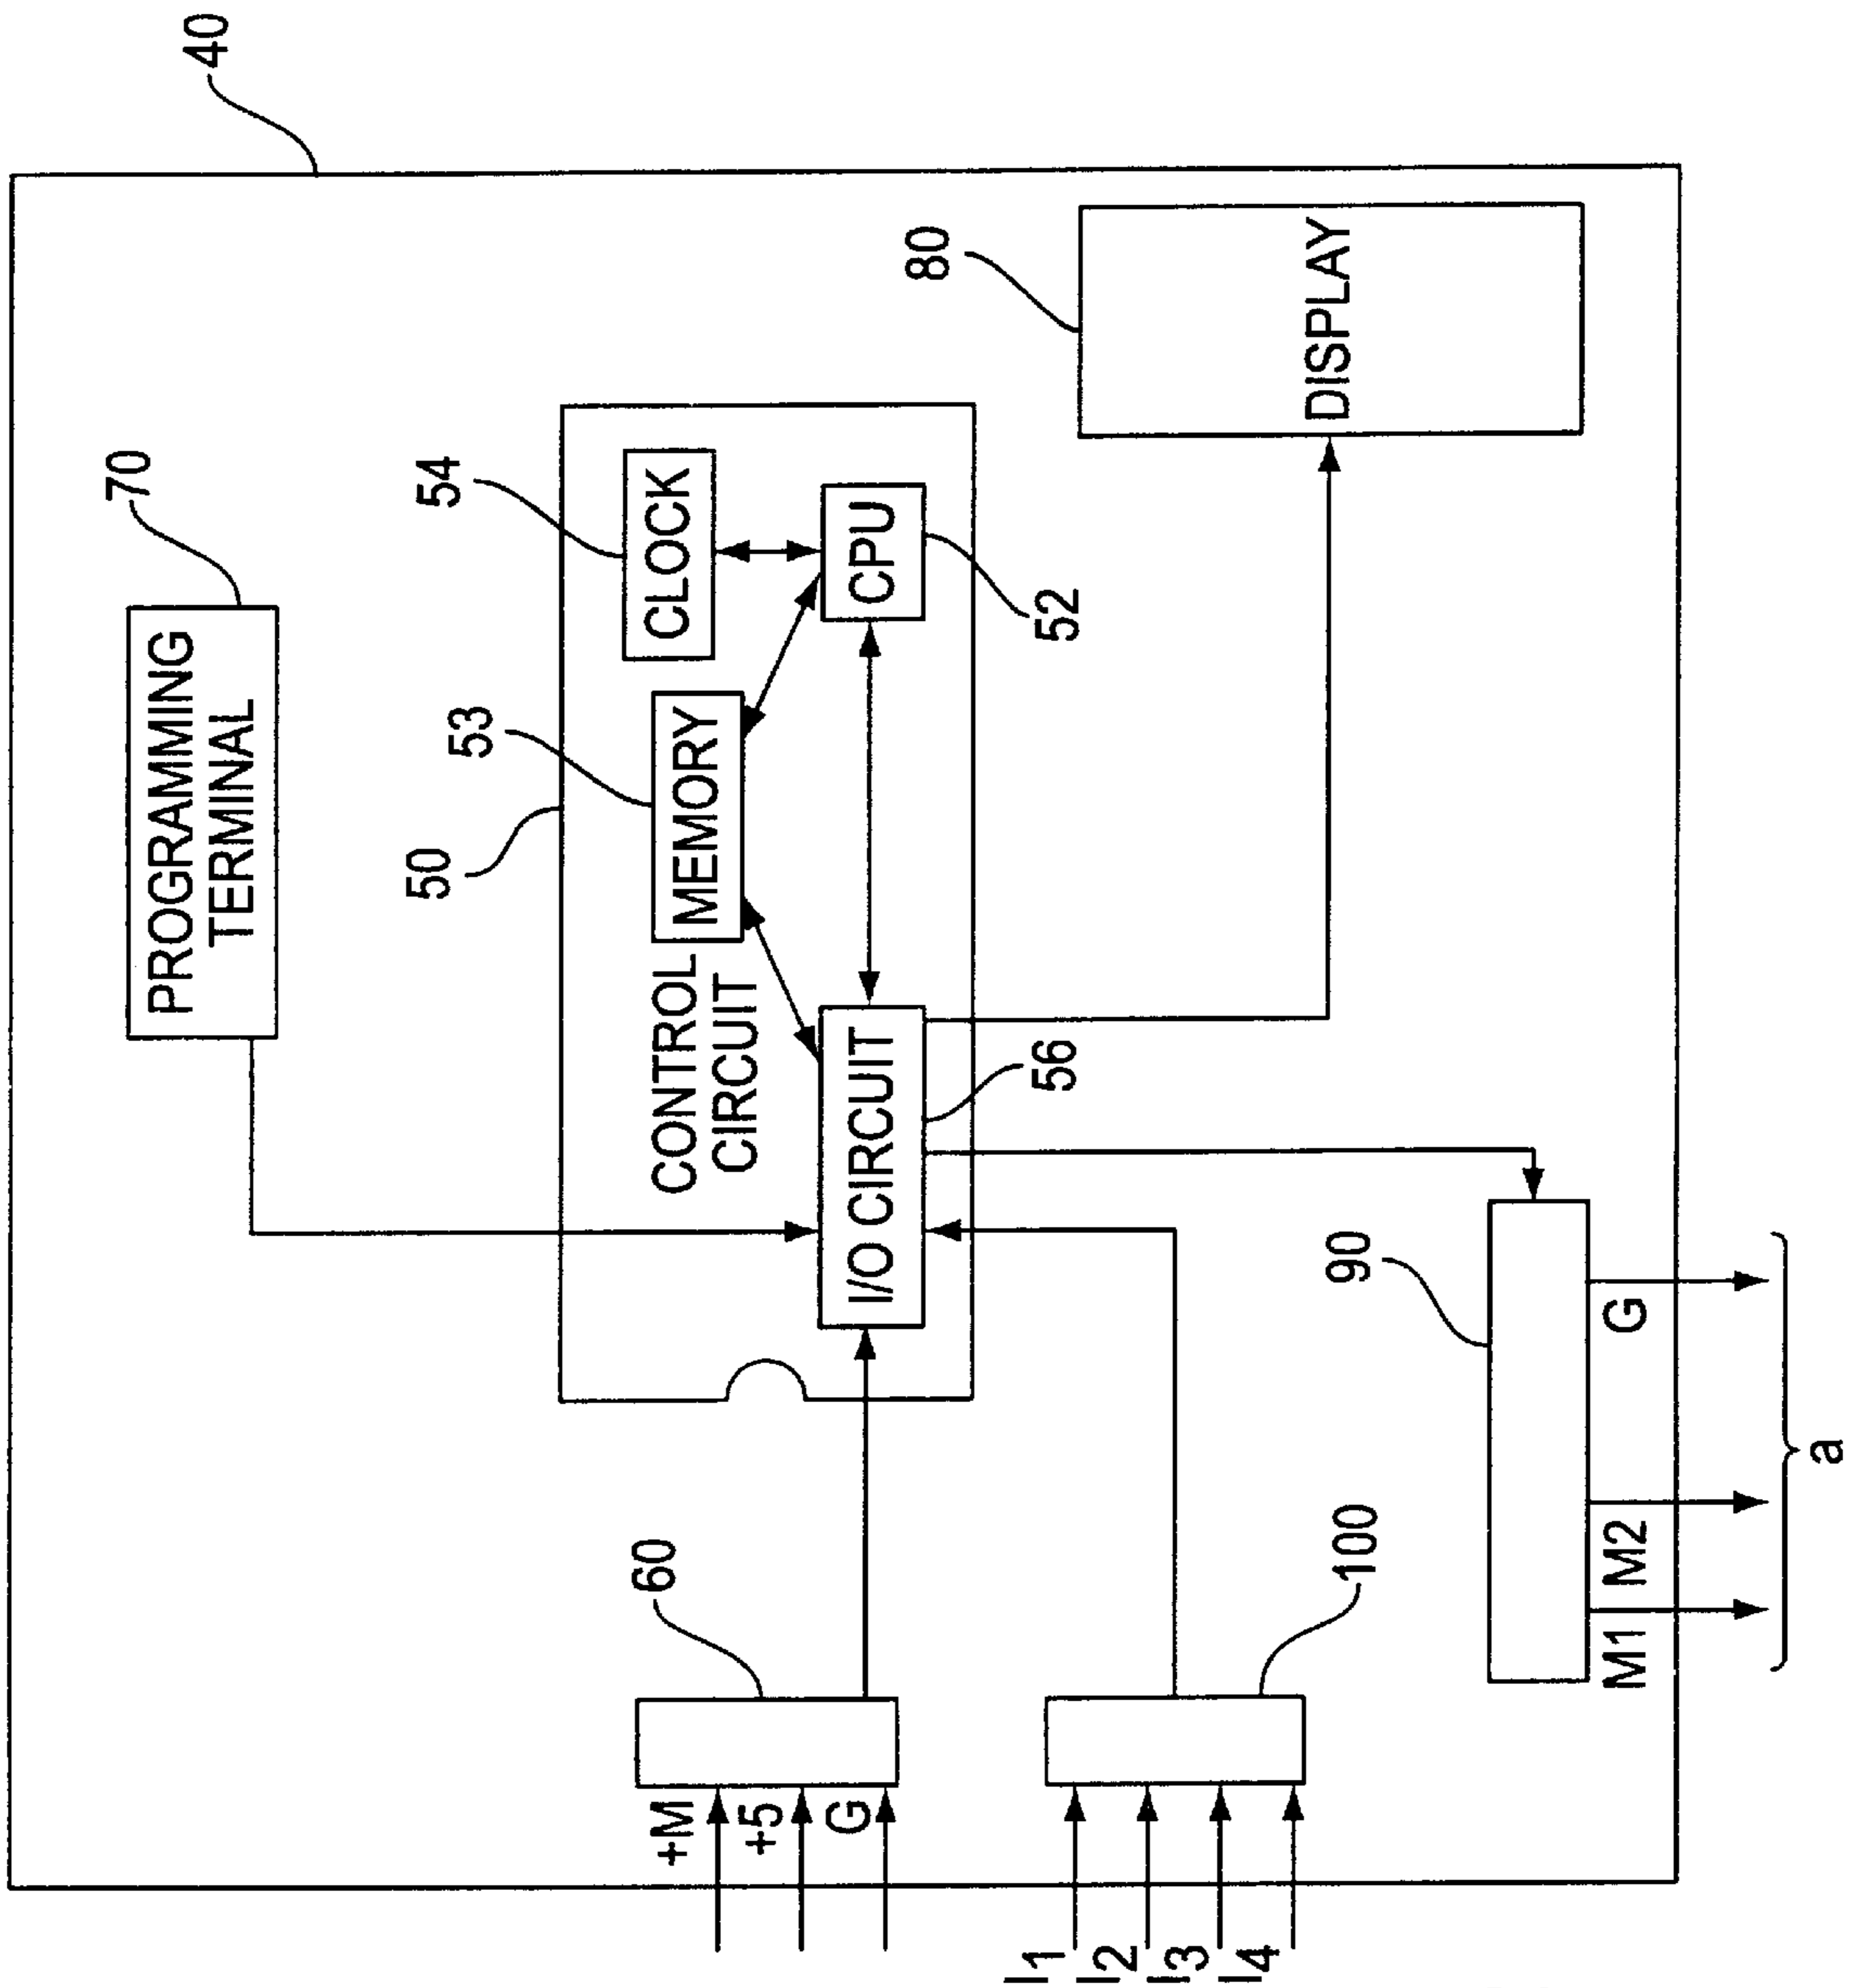 40
70
PROGRAMMING
TERMINAL
50
53
54
CLOCK
MEMORY
CPU
52
CONTROL
CIRCUIT
I/O CIRCUIT
56
80
DISPLAY
60
+M
+5
G
100
I1
I2
I3
I4
90
M1
M2
G
a